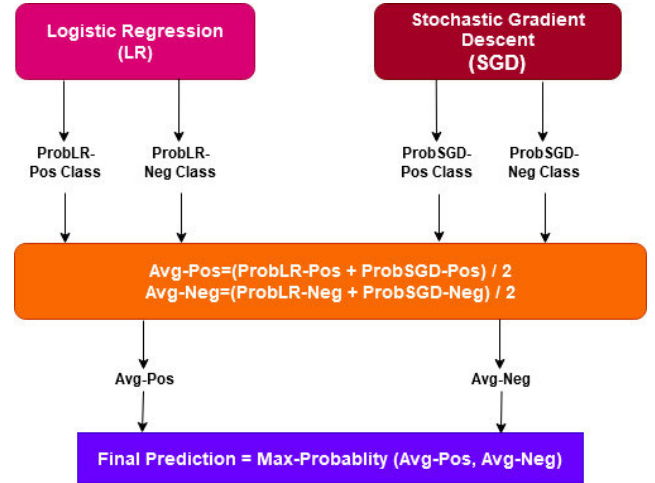 Logistic Regression
(LR)
Stochastic Gradient
Descent
(SGD)
ProbLR-
Pos Class
ProbLR-
Neg Class
ProbSGD-
Pos Class
ProbSGD-
Neg Class
Avg-Pos=(ProbLR-Pos + ProbSGD-Pos) / 2
Avg-Neg=(ProbLR-Neg + ProbSGD-Neg) / 2
Avg-Pos
Avg-Neg
Final Prediction = Max-Probablity (Avg-Pos, Avg-Neg)